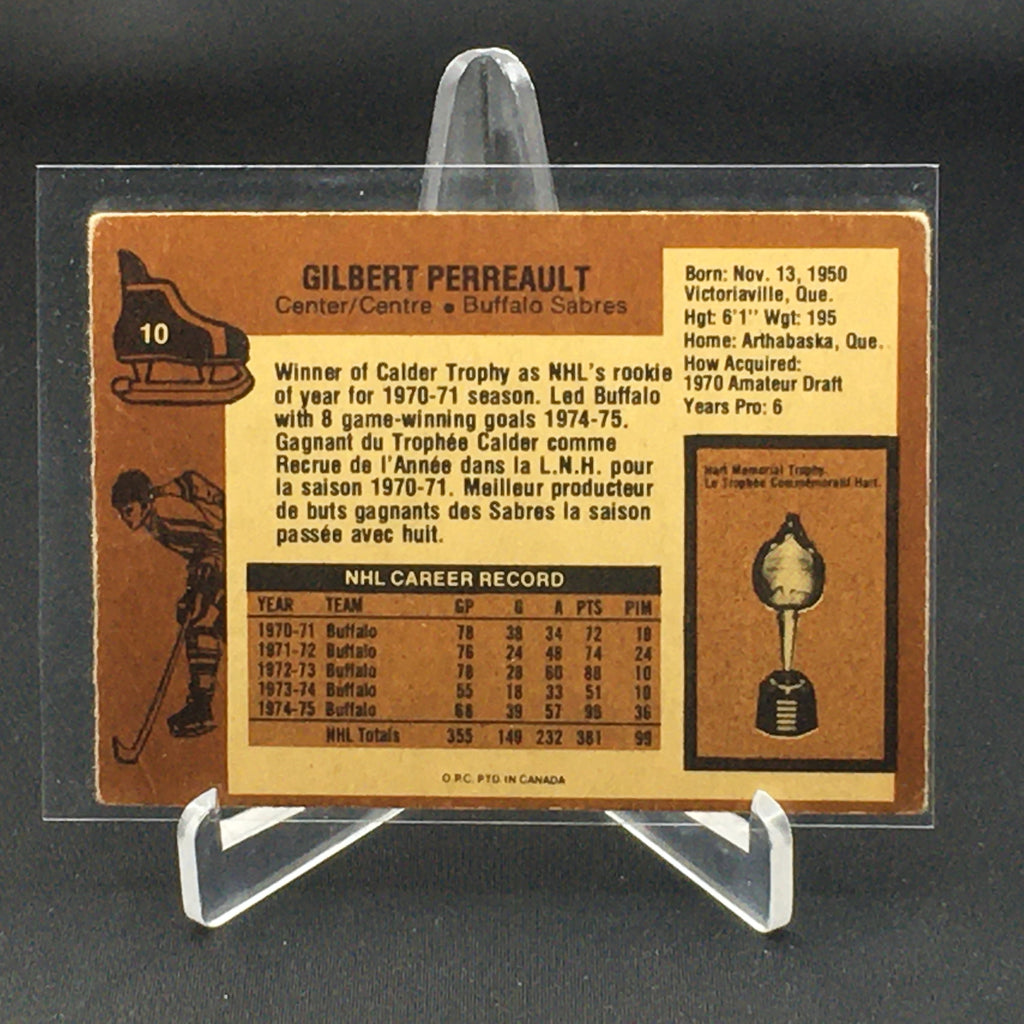 10
GILBERT PERREAULT
Center/Centre • Buffalo Sabres
Born: Nov. 13, 1950
Victoriaville, Que.
Hgt: 6'1'' Wgt: 195
Home: Arthabaska, Que.
How Acquired:
1970 Amateur Draft
Years Pro: 6
Winner of Calder Trophy as NHL's rookie
of year for 1970-71 season. Led Buffalo
with 8 game-winning goals 1974-75.
Gagnant du Trophée Calder comme
Recrue de l'Année dans la L.N.H. pour
la saison 1970-71. Meilleur producteur
de buts gagnants des Sabres la saison
passée avec huit.
Hart Memorial Trophy.
Le Trophée Commémoratif Hart.
NHL CAREER RECORD
YEAR TEAM GP G A PTS PIM
1970-71 Buffalo 78 38 34 72 18
1971-72 Buffalo 76 24 48 74 24
1972-73 Buffalo 78 28 60 88 10
1973-74 Buffalo 55 18 33 51 10
1974-75 Buffalo 68 39 57 96 36
NHL Totals 355 149 232 381 99
O.P.C. PTD. IN CANADA